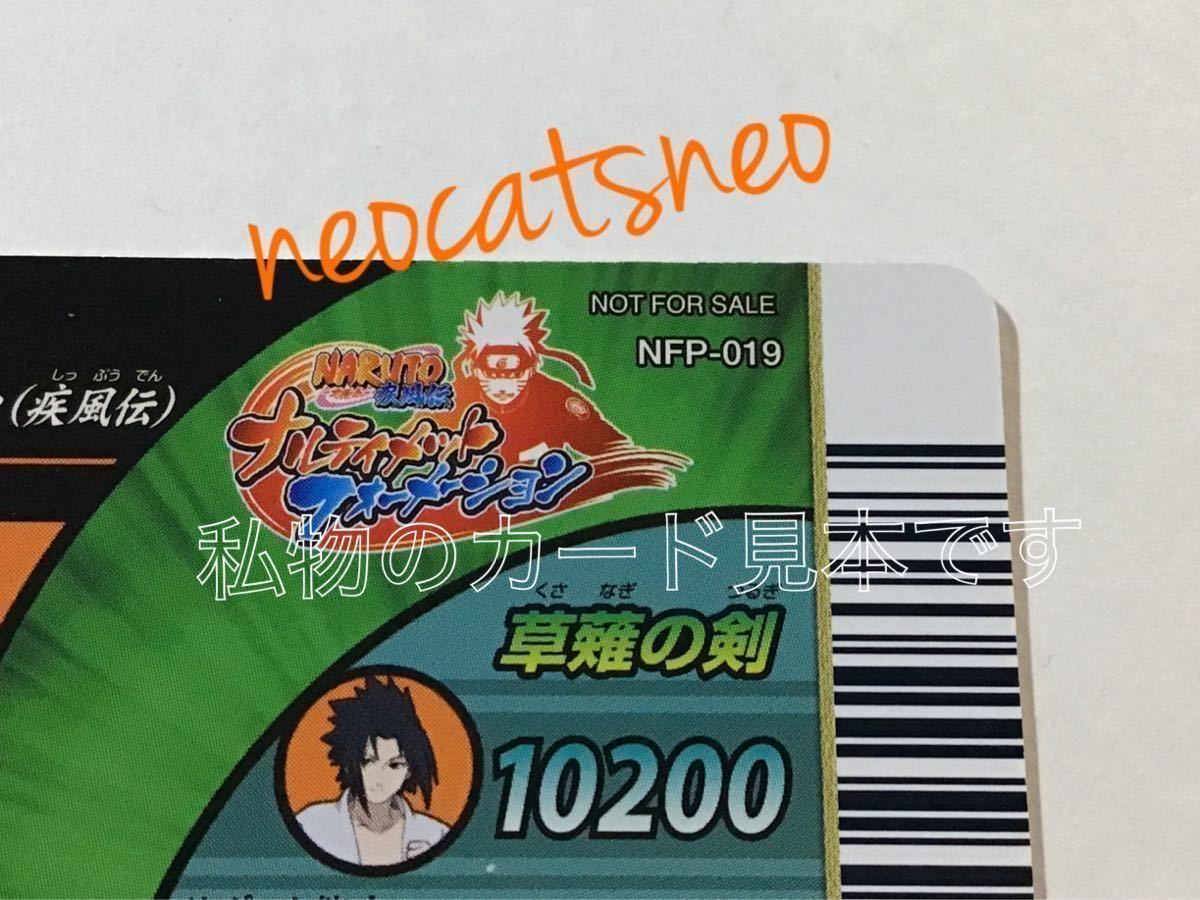 neocatsneo
NOT FOR SALE
NFP-019
しっ ぷう でん
(疾風伝)
NARUTO
疾風伝
ナルティメット
フォーメーション
私物のカード見本です
くさ なぎ つるぎ
草薙の剣
10200